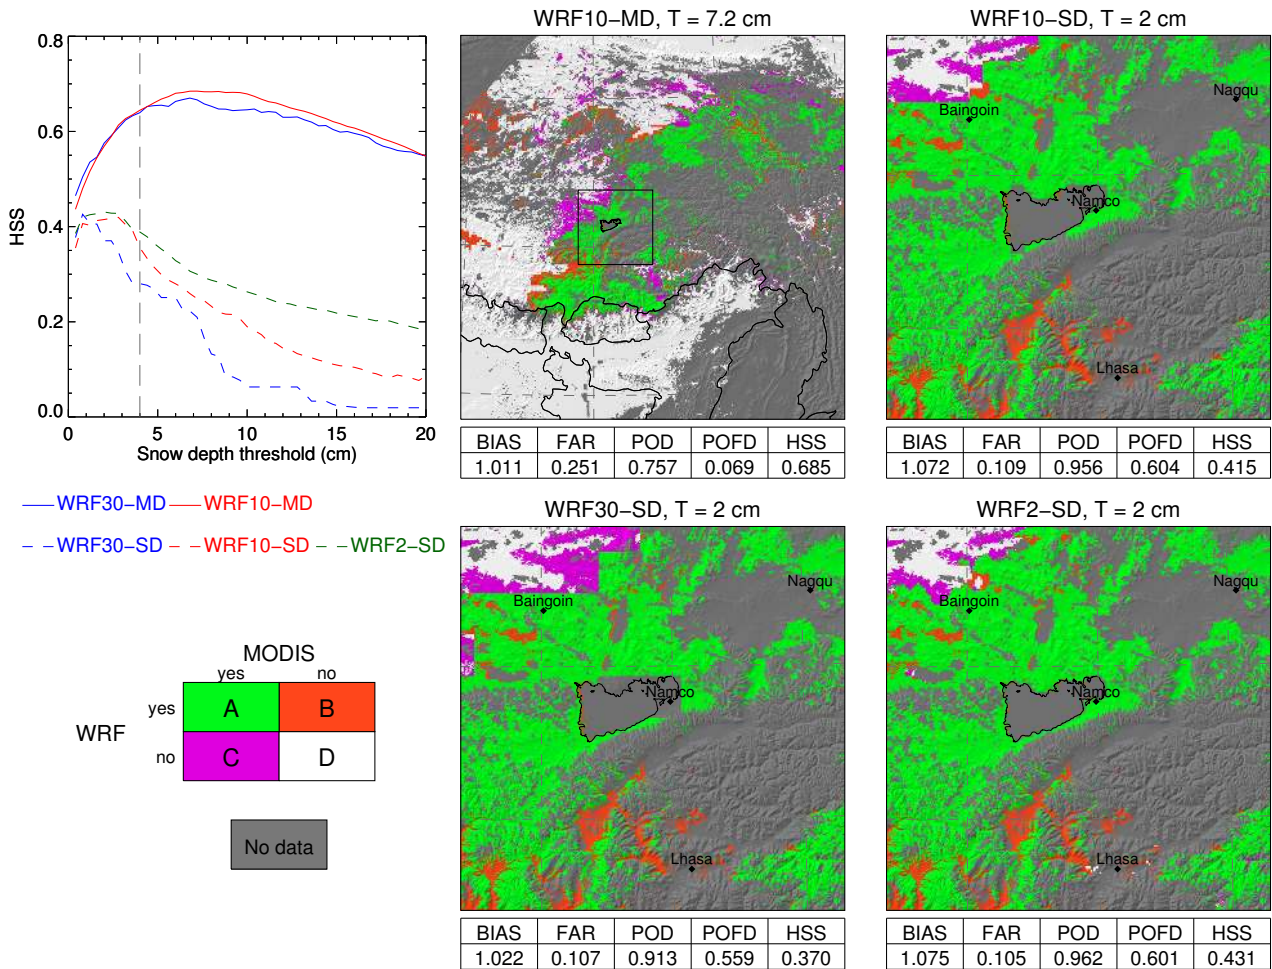 0.8
0.6
0.4
0.2
0.0
HSS
0 5 10 15 20
Snow depth threshold (cm)
WRF30−MD WRF10−MD
WRF30−SD WRF10−SD WRF2−SD
MODIS
yes no
WRF
yes A B
no C D
No data
WRF10−MD, T = 7.2 cm
BIAS FAR POD POFD HSS
1.011 0.251 0.757 0.069 0.685
WRF10−SD, T = 2 cm
Nagqu
Baingoin
Namco
Lhasa
BIAS FAR POD POFD HSS
1.072 0.109 0.956 0.604 0.415
WRF30−SD, T = 2 cm
Nagqu
Baingoin
Namco
Lhasa
BIAS FAR POD POFD HSS
1.022 0.107 0.913 0.559 0.370
WRF2−SD, T = 2 cm
Nagqu
Baingoin
Namco
Lhasa
BIAS FAR POD POFD HSS
1.075 0.105 0.962 0.601 0.431